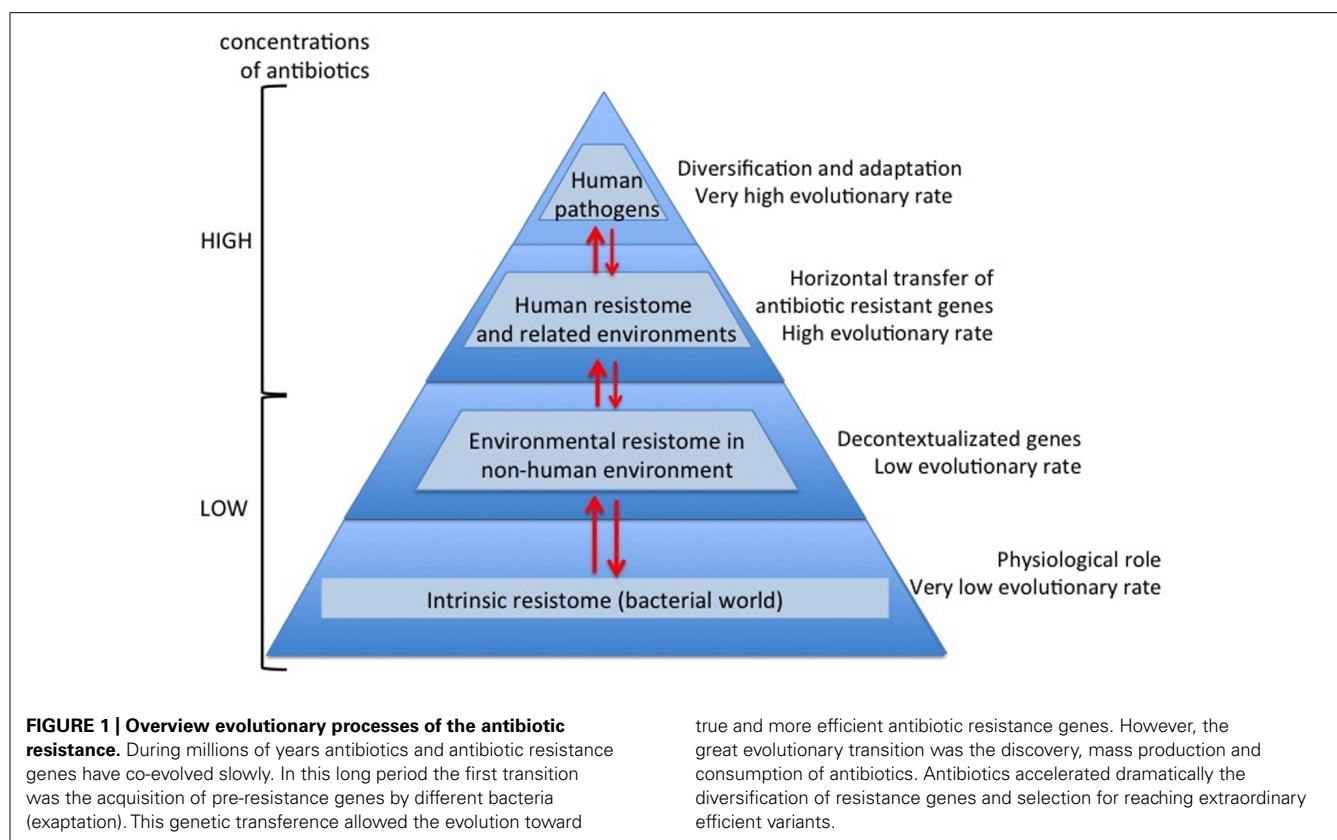 concentrations
of antibiotics
HIGH
LOW
Human
pathogens
Diversification and adaptation
Very high evolutionary rate
Human resistome
and related environments
Horizontal transfer of
antibiotic resistant genes
High evolutionary rate
Environmental resistome in
non-human environment
Decontextualizated genes
Low evolutionary rate
Intrinsic resistome (bacterial world)
Physiological role
Very low evolutionary rate
FIGURE 1 | Overview evolutionary processes of the antibiotic
resistance. During millions of years antibiotics and antibiotic resistance
genes have co-evolved slowly. In this long period the first transition
was the acquisition of pre-resistance genes by different bacteria
(exaptation). This genetic transference allowed the evolution toward
true and more efficient antibiotic resistance genes. However, the
great evolutionary transition was the discovery, mass production and
consumption of antibiotics. Antibiotics accelerated dramatically the
diversification of resistance genes and selection for reaching extraordinary
efficient variants.